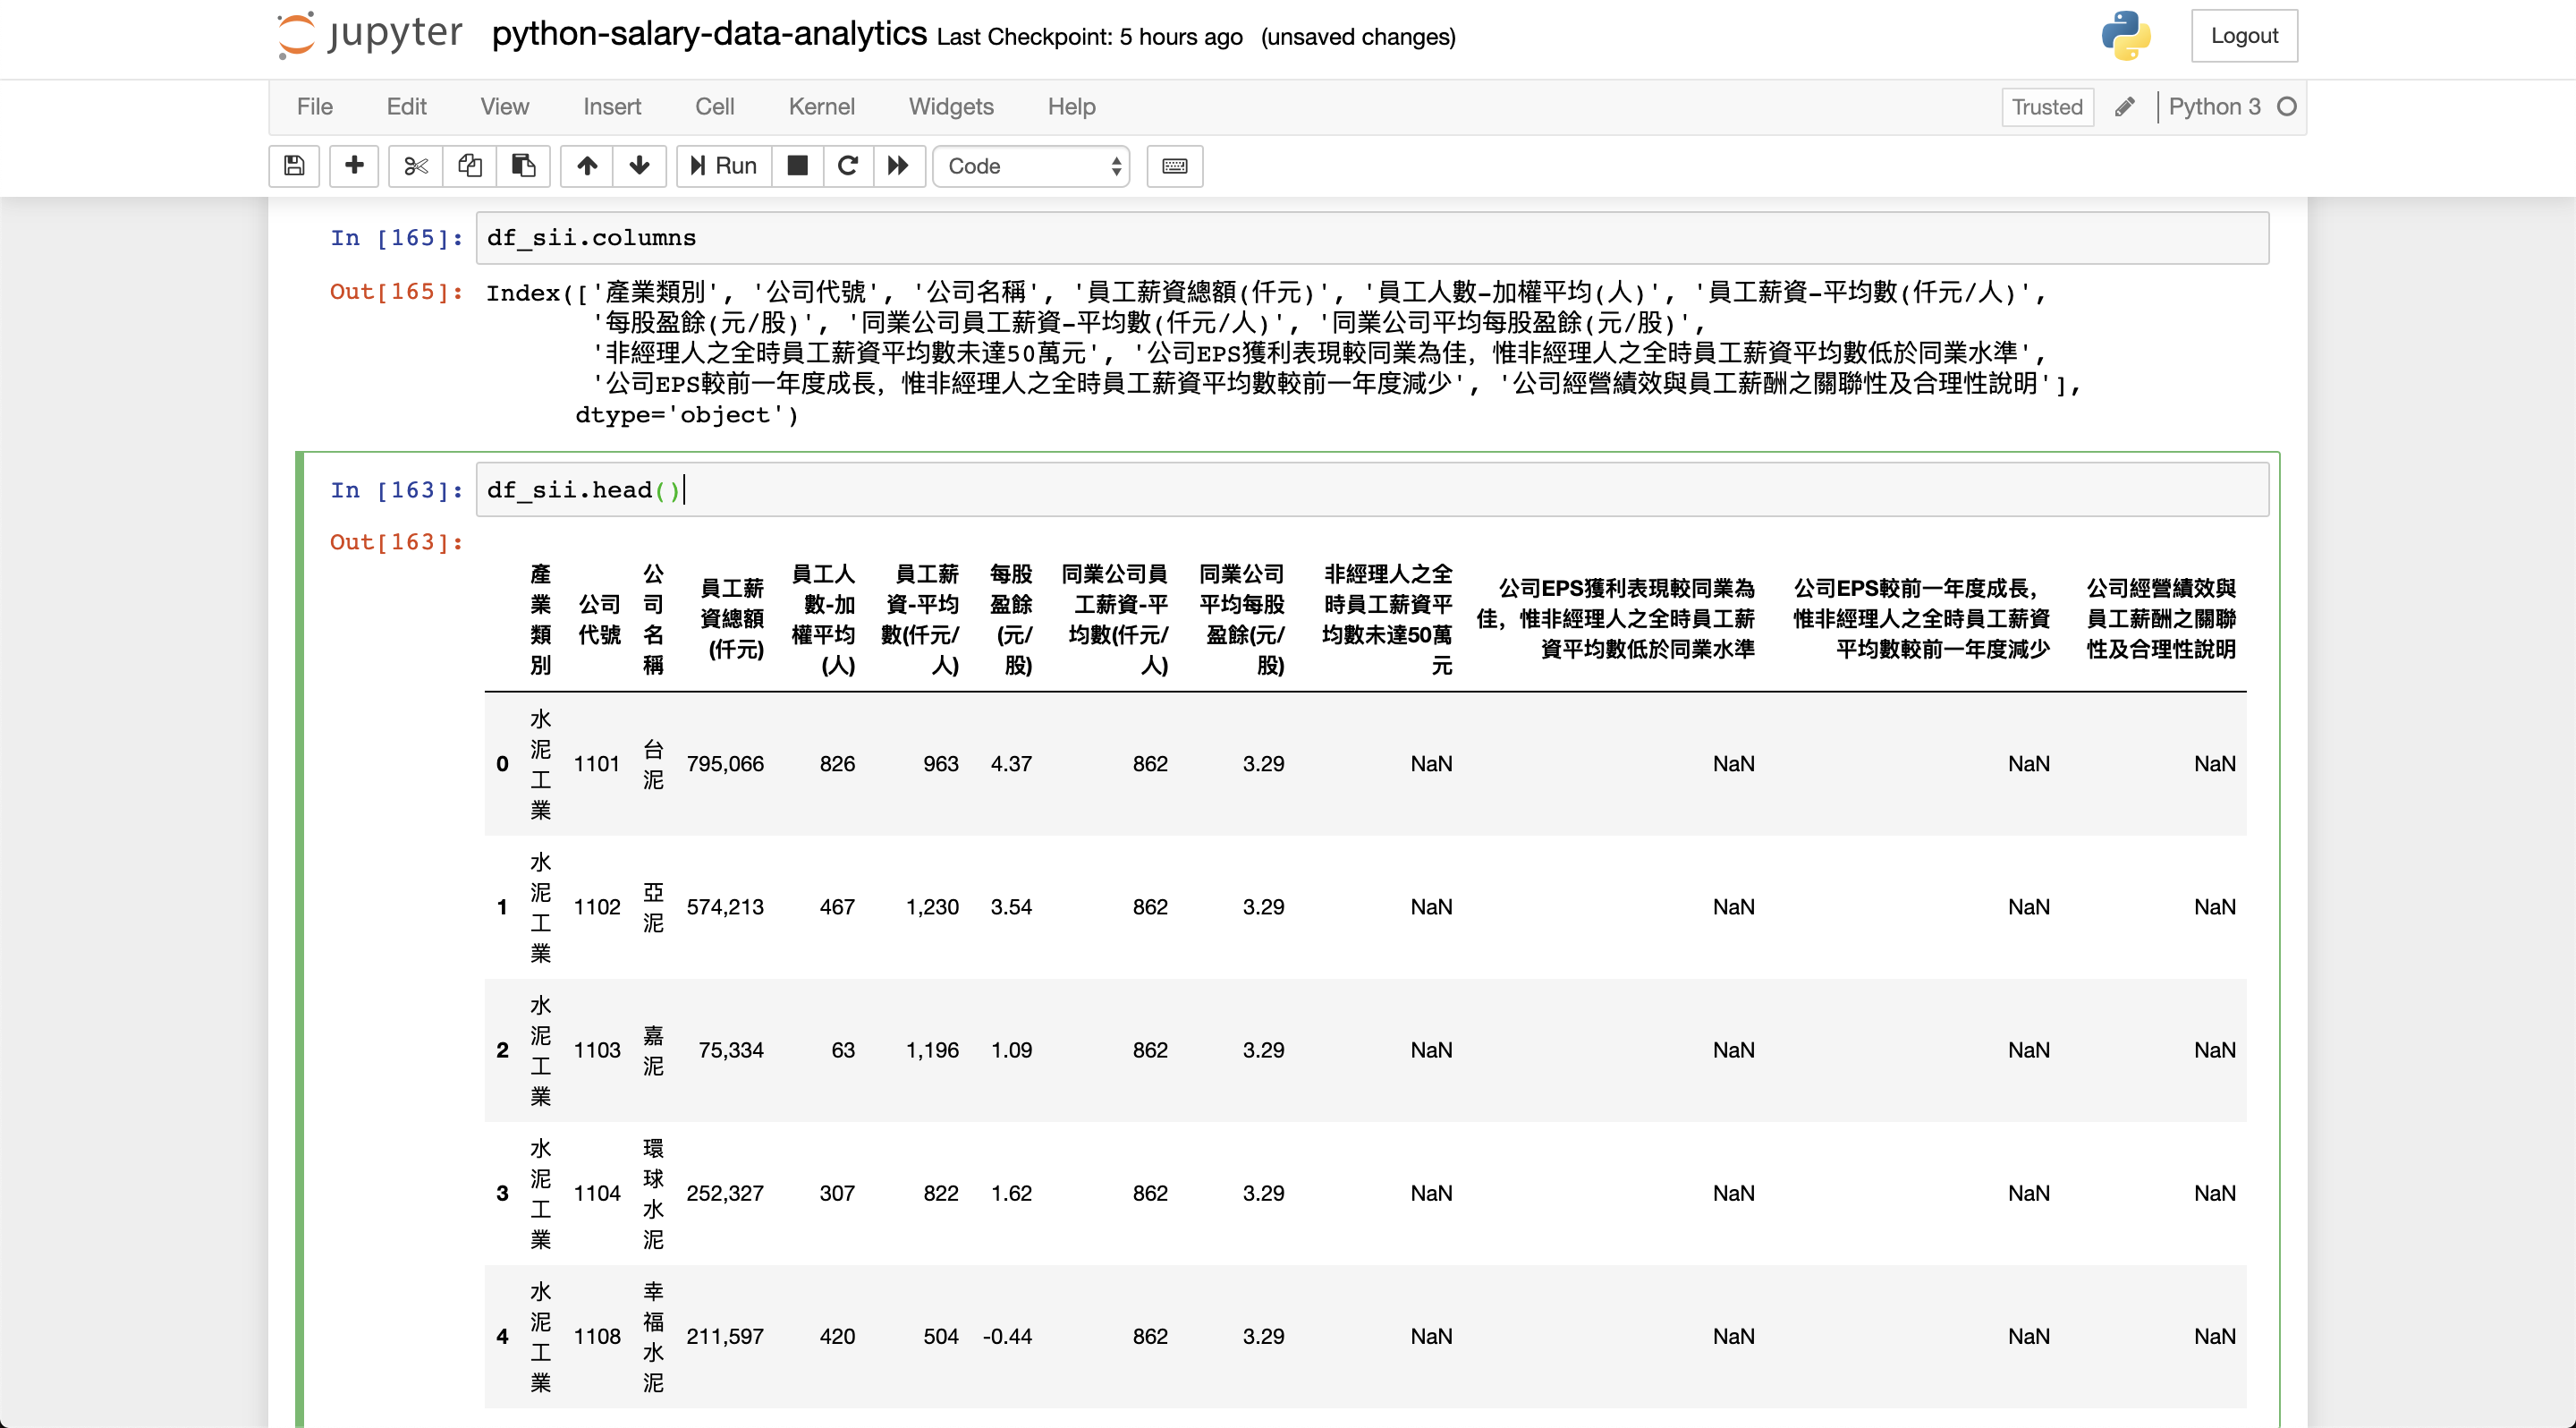 jupyter python-salary-data-analytics Last Checkpoint: 5 hours ago (unsaved changes) Logout
File Edit View Insert Cell Kernel Widgets Help Trusted Python 3
Run Code
In [165]: df_sii.columns
Out[165]: Index(['產業類別', '公司代號', '公司名稱', '員工薪資總額(仟元)', '員工人數-加權平均(人)', '員工薪資-平均數(仟元/人)',
'每股盈餘(元/股)', '同業公司員工薪資-平均數(仟元/人)', '同業公司平均每股盈餘(元/股)',
'非經理人之全時員工薪資平均數未達50萬元', '公司EPS獲利表現較同業為佳，惟非經理人之全時員工薪資平均數低於同業水準',
'公司EPS較前一年度成長，惟非經理人之全時員工薪資平均數較前一年度減少', '公司經營績效與員工薪酬之關聯性及合理性說明'],
dtype='object')
In [163]: df_sii.head()
Out[163]:
產業類別 公司代號 公司名稱 員工薪資總額(仟元) 員工人數-加權平均(人) 員工薪資-平均數(仟元/人) 每股盈餘(元/股) 同業公司員工薪資-平均數(仟元/人) 同業公司平均每股盈餘(元/股) 非經理人之全時員工薪資平均數未達50萬元 公司EPS獲利表現較同業為佳，惟非經理人之全時員工薪資平均數低於同業水準 公司EPS較前一年度成長，惟非經理人之全時員工薪資平均數較前一年度減少 公司經營績效與員工薪酬之關聯性及合理性說明
0 水泥工業 1101 台泥 795,066 826 963 4.37 862 3.29 NaN NaN NaN NaN
1 水泥工業 1102 亞泥 574,213 467 1,230 3.54 862 3.29 NaN NaN NaN NaN
2 水泥工業 1103 嘉泥 75,334 63 1,196 1.09 862 3.29 NaN NaN NaN NaN
3 水泥工業 1104 環球水泥 252,327 307 822 1.62 862 3.29 NaN NaN NaN NaN
4 水泥工業 1108 幸福水泥 211,597 420 504 -0.44 862 3.29 NaN NaN NaN NaN